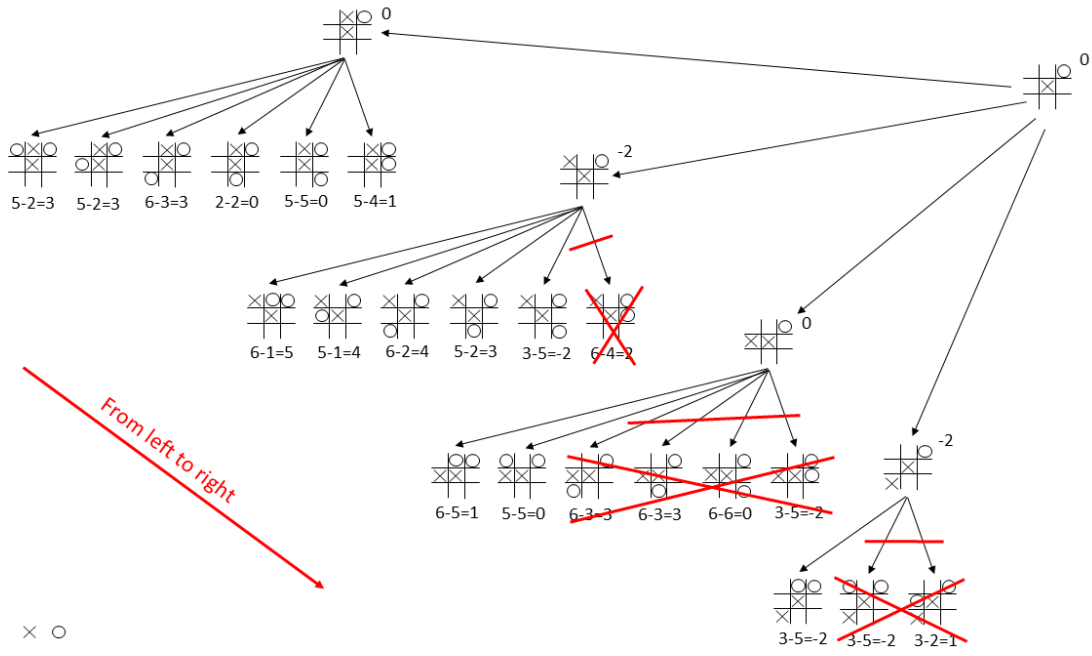 0
0
5-2=3 5-2=3 6-3=3 2-2=0 5-5=0 5-4=1
-2
6-1=5 5-1=4 6-2=4 5-2=3 3-5=-2 6-4=2
0
From left to right
-2
6-5=1 5-5=0 6-3=3 6-3=3 6-6=0 3-5=-2
3-5=-2 3-5=-2 3-2=1